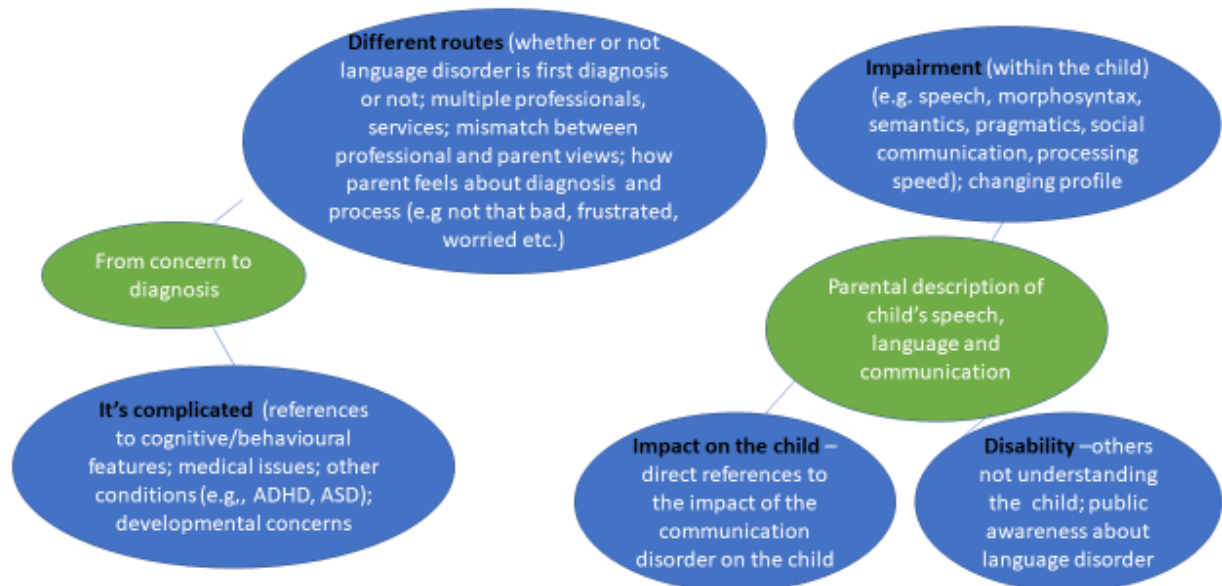 Different routes (whether or not
language disorder is first diagnosis
or not; multiple professionals,
services; mismatch between
professional and parent views; how
parent feels about diagnosis  and
process (e.g not that bad, frustrated,
worried etc.)
From concern to
diagnosis
It's complicated  (references
to cognitive/behavioural
features; medical issues; other
conditions (e.g,, ADHD, ASD);
developmental concerns
Impairment (within the child)
(e.g. speech, morphosyntax,
semantics, pragmatics, social
communication, processing
speed); changing profile
Parental description of
child's speech,
language and
communication
Impact on the child –
direct references to
the impact of the
communication
disorder on the child
Disability –others
not understanding
the  child; public
awareness about
language disorder